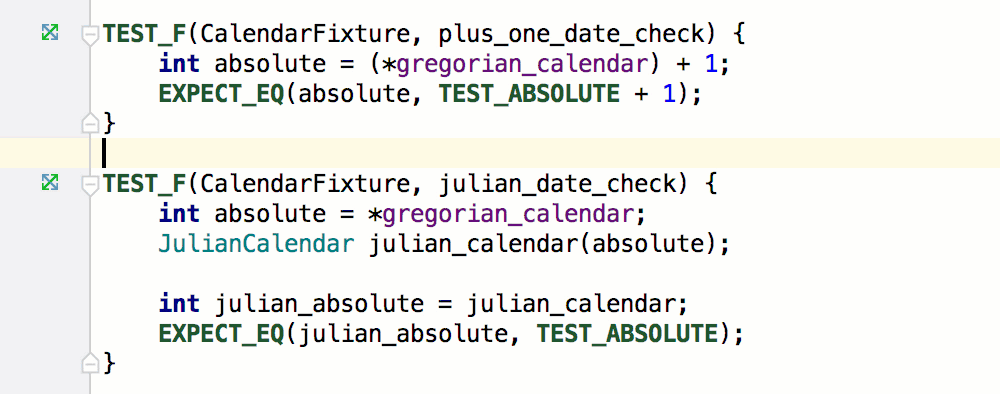 TEST_F(CalendarFixture, plus_one_date_check) {
    int absolute = (*gregorian_calendar) + 1;
    EXPECT_EQ(absolute, TEST_ABSOLUTE + 1);
}
TEST_F(CalendarFixture, julian_date_check) {
    int absolute = *gregorian_calendar;
    JulianCalendar julian_calendar(absolute);
    int julian_absolute = julian_calendar;
    EXPECT_EQ(julian_absolute, TEST_ABSOLUTE);
}